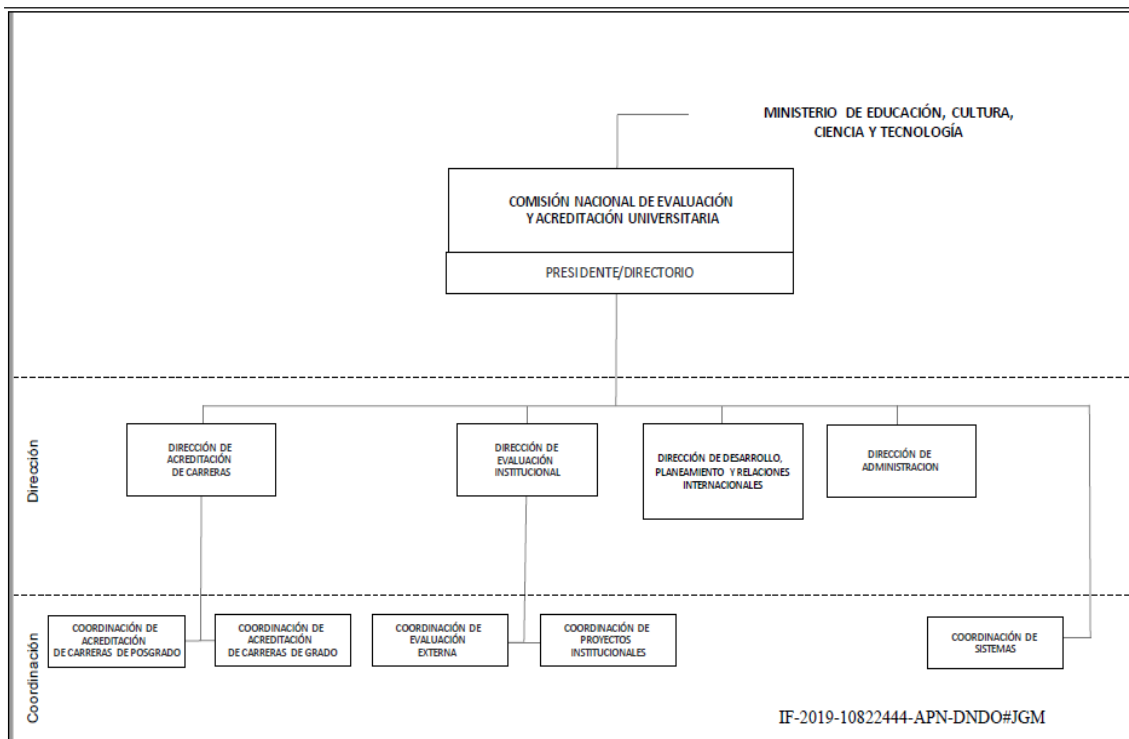 MINISTERIO DE EDUCACIÓN, CULTURA,
CIENCIA Y TECNOLOGÍA
COMISIÓN NACIONAL DE EVALUACIÓN
Y ACREDITACIÓN UNIVERSITARIA
PRESIDENTE/DIRECTORIO
Dirección
DIRECCIÓN DE
ACREDITACIÓN
DE CARRERAS
DIRECCIÓN DE
EVALUACIÓN
INSTITUCIONAL
DIRECCIÓN DE DESARROLLO,
PLANEAMIENTO Y RELACIONES
INTERNACIONALES
DIRECCIÓN DE
ADMINISTRACION
Coordinación
COORDINACIÓN DE
ACREDITACIÓN
DE CARRERAS DE POSGRADO
COORDINACIÓN DE
ACREDITACIÓN
DE CARRERAS DE GRADO
COORDINACIÓN DE
EVALUACIÓN
EXTERNA
COORDINACIÓN DE
PROYECTOS
INSTITUCIONALES
COORDINACIÓN DE
SISTEMAS
IF-2019-10822444-APN-DNDO#JGM